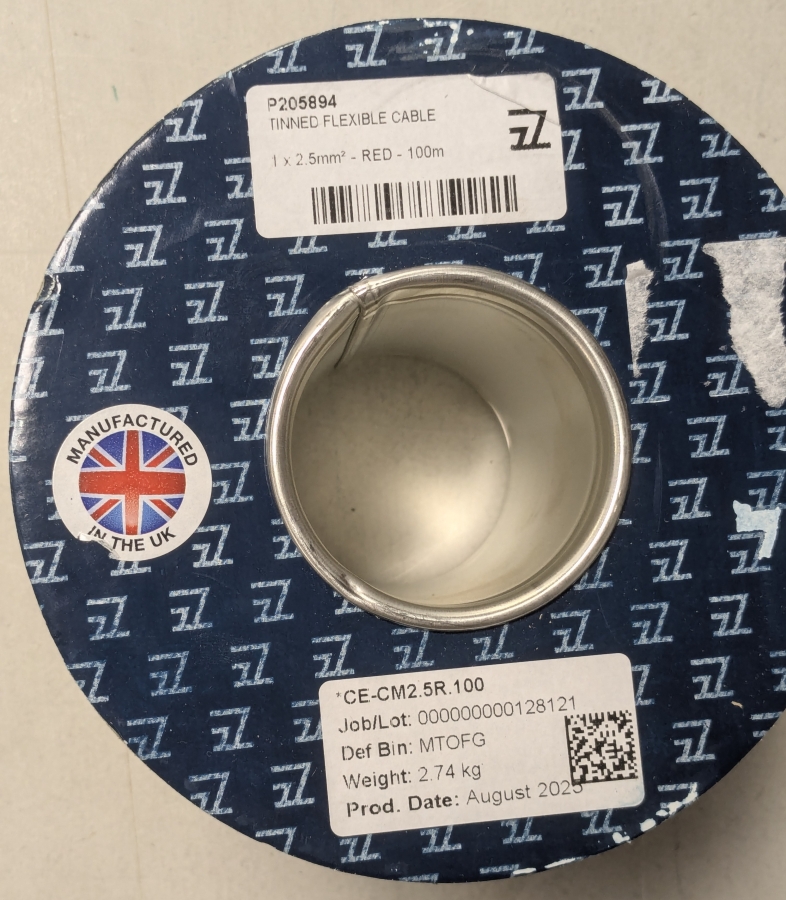 P205894
TINNED FLEXIBLE CABLE
1 x 2.5mm² - RED - 100m
MANUFACTURED
IN THE UK
*CE-CM2.5R.100
Job/Lot: 000000000128121
Def Bin: MTOFG
Weight: 2.74 kg
Prod. Date: August 2025